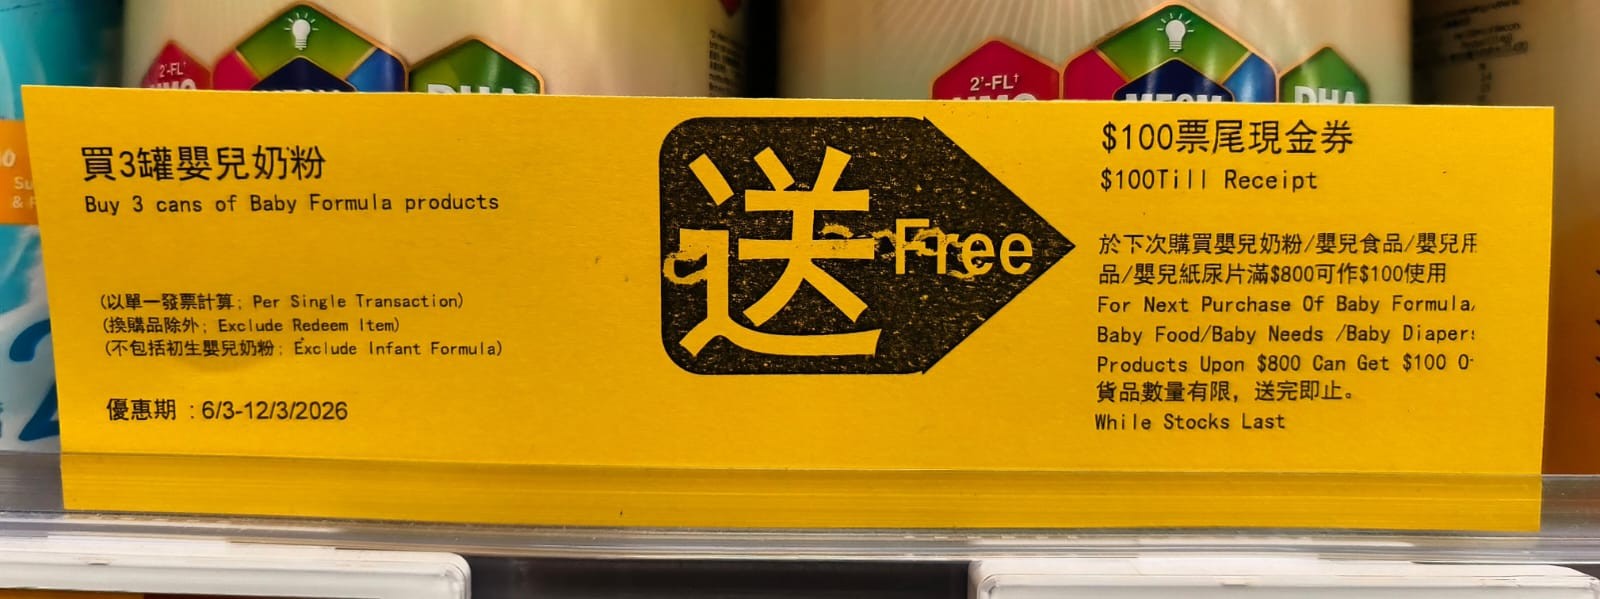 2'-FL†
2'-FL†
買3罐嬰兒奶粉
Buy 3 cans of Baby Formula products
(以單一發票計算; Per Single Transaction)
(換購品除外; Exclude Redeem Item)
(不包括初生嬰兒奶粉; Exclude Infant Formula)
優惠期 :6/3-12/3/2026
送 Free
$100票尾現金券
$100Till Receipt
於下次購買嬰兒奶粉/嬰兒食品/嬰兒用
品/嬰兒紙尿片滿$800可作$100使用
For Next Purchase Of Baby Formula/
Baby Food/Baby Needs /Baby Diapers
Products Upon $800 Can Get $100 O
貨品數量有限, 送完即止。
While Stocks Last